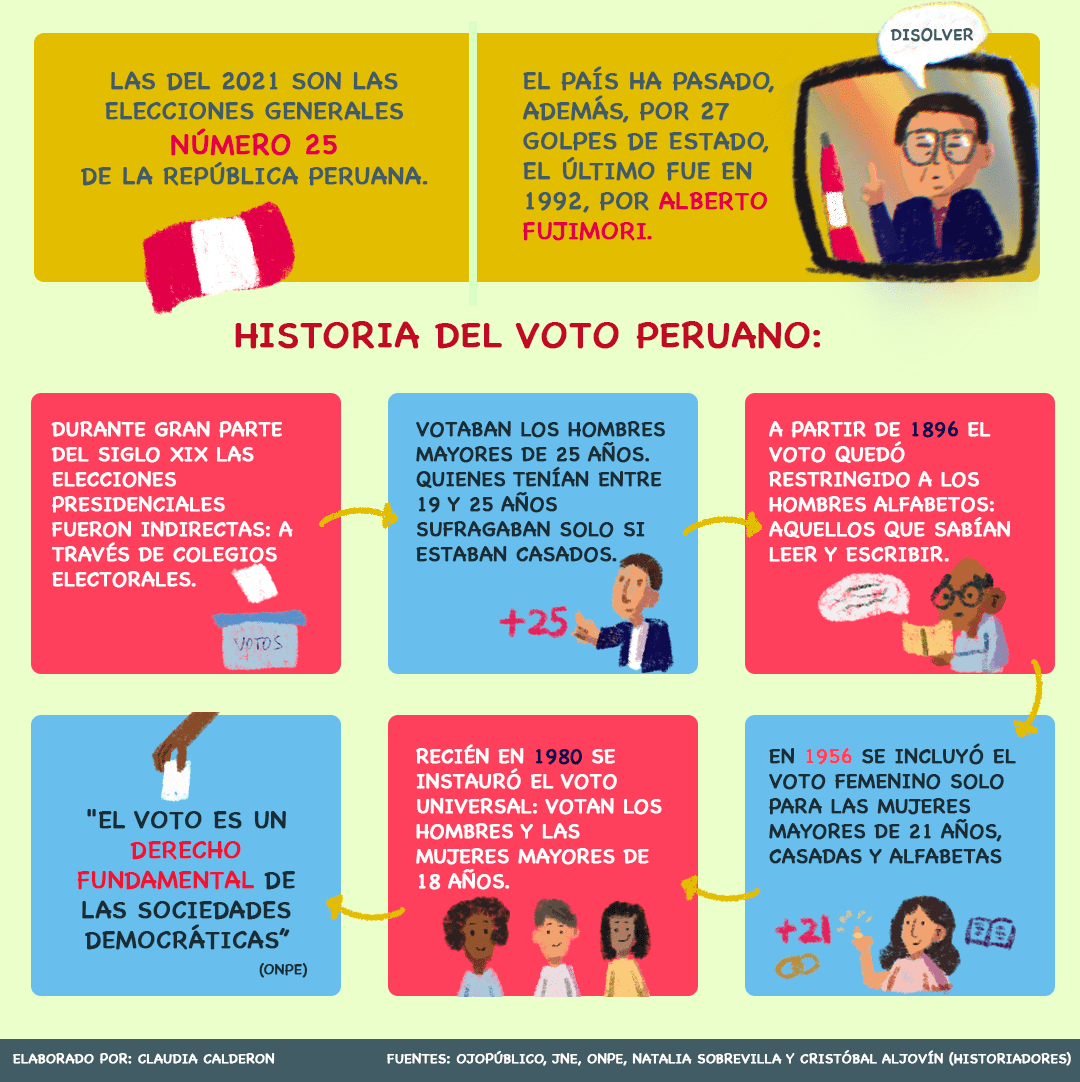 LAS DEL 2021 SON LAS
ELECCIONES GENERALES
NÚMERO 25
DE LA REPÚBLICA PERUANA.
EL PAÍS HA PASADO,
ADEMÁS, POR 27
GOLPES DE ESTADO,
EL ÚLTIMO FUE EN
1992, POR ALBERTO
FUJIMORI.
DISOLVER
HISTORIA DEL VOTO PERUANO:
DURANTE GRAN PARTE
DEL SIGLO XIX LAS
ELECCIONES
PRESIDENCIALES
FUERON INDIRECTAS: A
TRAVÉS DE COLEGIOS
ELECTORALES.
VOTOS
VOTABAN LOS HOMBRES
MAYORES DE 25 AÑOS.
QUIENES TENÍAN ENTRE
19 Y 25 AÑOS
SUFRAGABAN SOLO SI
ESTABAN CASADOS.
+25
A PARTIR DE 1896 EL
VOTO QUEDÓ
RESTRINGIDO A LOS
HOMBRES ALFABETOS:
AQUELLOS QUE SABÍAN
LEER Y ESCRIBIR.
EN 1956 SE INCLUYÓ EL
VOTO FEMENINO SOLO
PARA LAS MUJERES
MAYORES DE 21 AÑOS,
CASADAS Y ALFABETAS
+21
RECIÉN EN 1980 SE
INSTAURÓ EL VOTO
UNIVERSAL: VOTAN LOS
HOMBRES Y LAS
MUJERES MAYORES DE
18 AÑOS.
"EL VOTO ES UN
DERECHO
FUNDAMENTAL DE
LAS SOCIEDADES
DEMOCRÁTICAS"
(ONPE)
ELABORADO POR: CLAUDIA CALDERON
FUENTES: OJOPÚBLICO, JNE, ONPE, NATALIA SOBREVILLA Y CRISTÓBAL ALJOVÍN (HISTORIADORES)